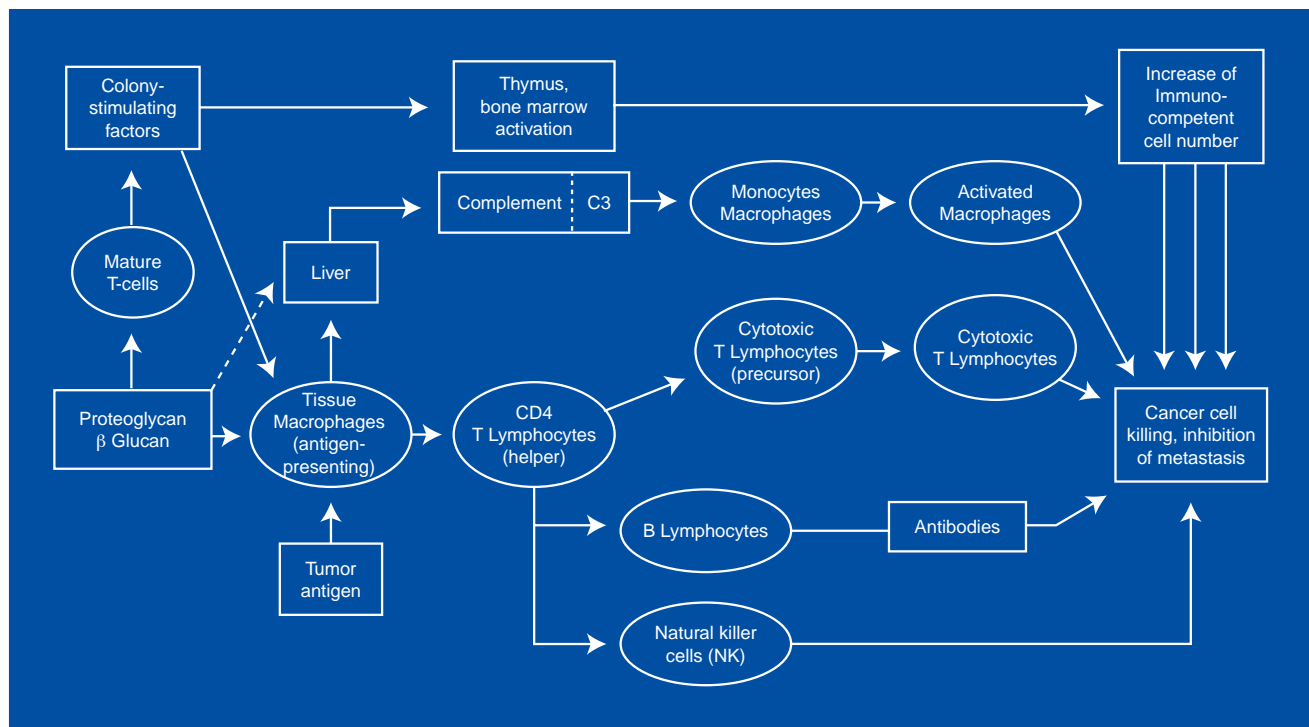 Colony-
stimulating
factors
Thymus,
bone marrow
activation
Increase of
Immuno-
competent
cell number
Complement
C3
Monocytes
Macrophages
Activated
Macrophages
Mature
T-cells
Liver
Cytotoxic
T Lymphocytes
(precursor)
Cytotoxic
T Lymphocytes
Proteoglycan
β Glucan
Tissue
Macrophages
(antigen-
presenting)
CD4
T Lymphocytes
(helper)
Cancer cell
killing, inhibition
of metastasis
B Lymphocytes
Antibodies
Tumor
antigen
Natural killer
cells (NK)